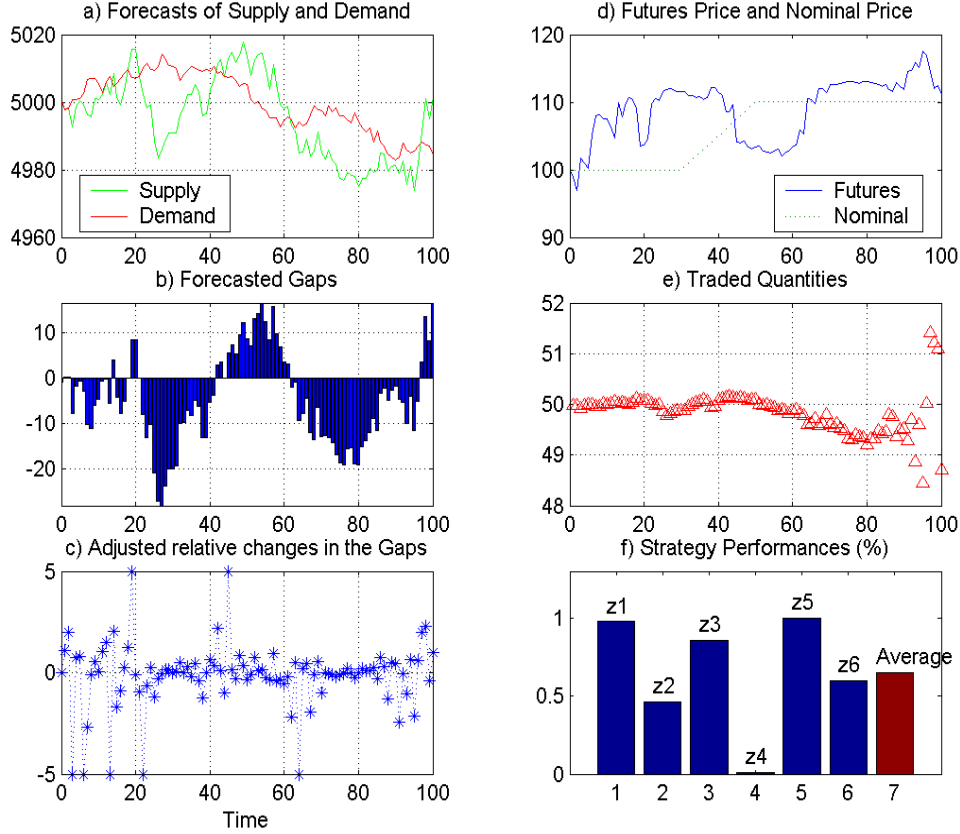 a) Forecasts of Supply and Demand
5020
5000
4980
4960
Supply
Demand
0 20 40 60 80 100
b) Forecasted Gaps
10
0
-10
-20
0 20 40 60 80 100
c) Adjusted relative changes in the Gaps
5
0
-5
0 20 40 60 80 100
Time
d) Futures Price and Nominal Price
120
110
100
90
Futures
Nominal
0 20 40 60 80 100
e) Traded Quantities
52
51
50
49
48
0 20 40 60 80 100
f) Strategy Performances (%)
1
0.5
0
z1
z2
z3
z4
z5
z6
Average
1 2 3 4 5 6 7